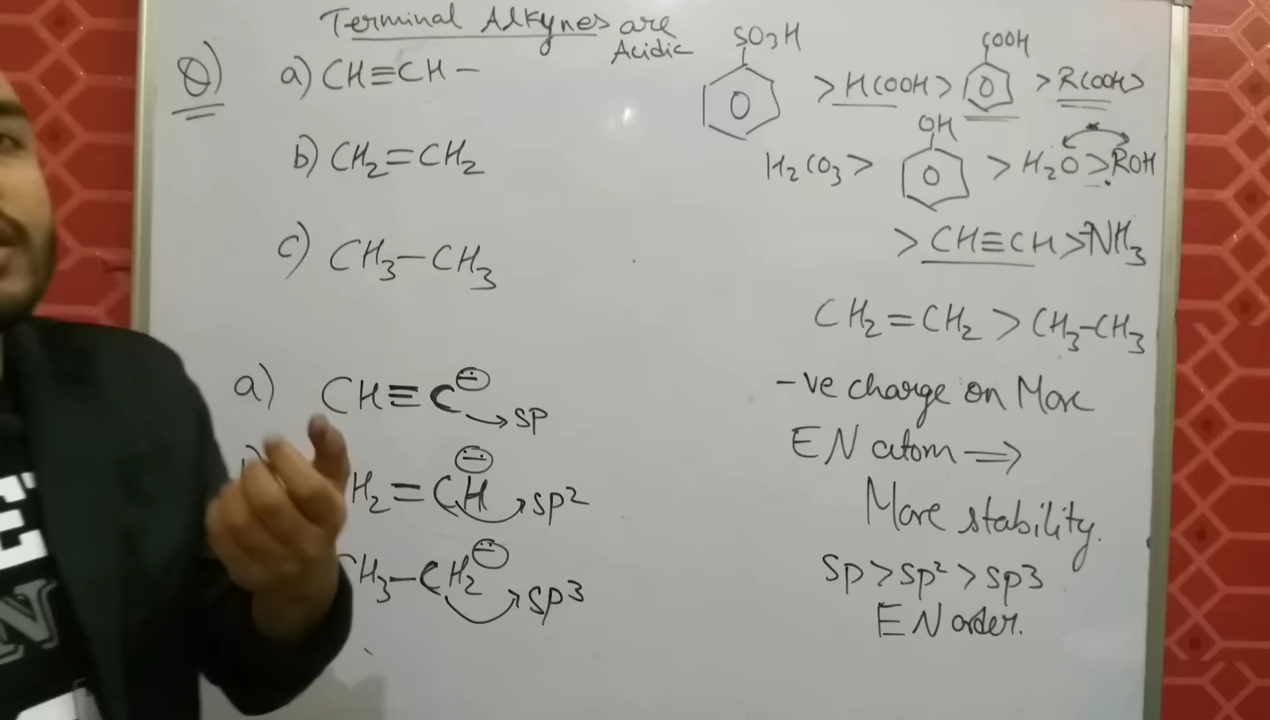 Terminal Alkynes are
Acidic
Q)
a) CH≡CH –
b) CH₂=CH₂
c) CH₃–CH₃
a) CH≡C⊖ → sp
H₂=CH⊖ → sp²
CH₃–CH₂⊖ → sp³
SO₃H
> HCOOH >
COOH
> RCOOH >
H₂CO₃ >
OH
> H₂O > ROH
> CH≡CH > NH₃
CH₂=CH₂ > CH₃–CH₃
-ve charge on More
EN atom ⇒
More stability.
sp > sp² > sp3
EN order.